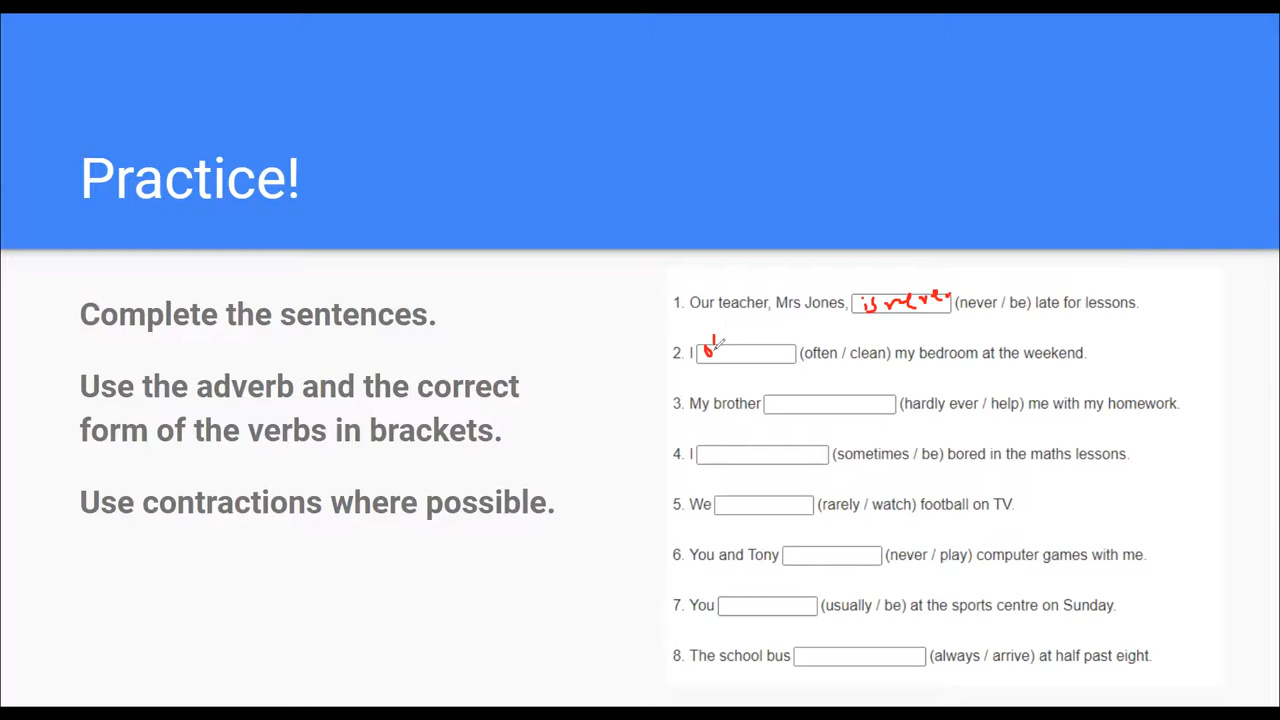 Practice!
Complete the sentences.
Use the adverb and the correct
form of the verbs in brackets.
Use contractions where possible.
1. Our teacher, Mrs Jones, is never (never / be) late for lessons.
2. I (often / clean) my bedroom at the weekend.
3. My brother (hardly ever / help) me with my homework.
4. I (sometimes / be) bored in the maths lessons.
5. We (rarely / watch) football on TV.
6. You and Tony (never / play) computer games with me.
7. You (usually / be) at the sports centre on Sunday.
8. The school bus (always / arrive) at half past eight.